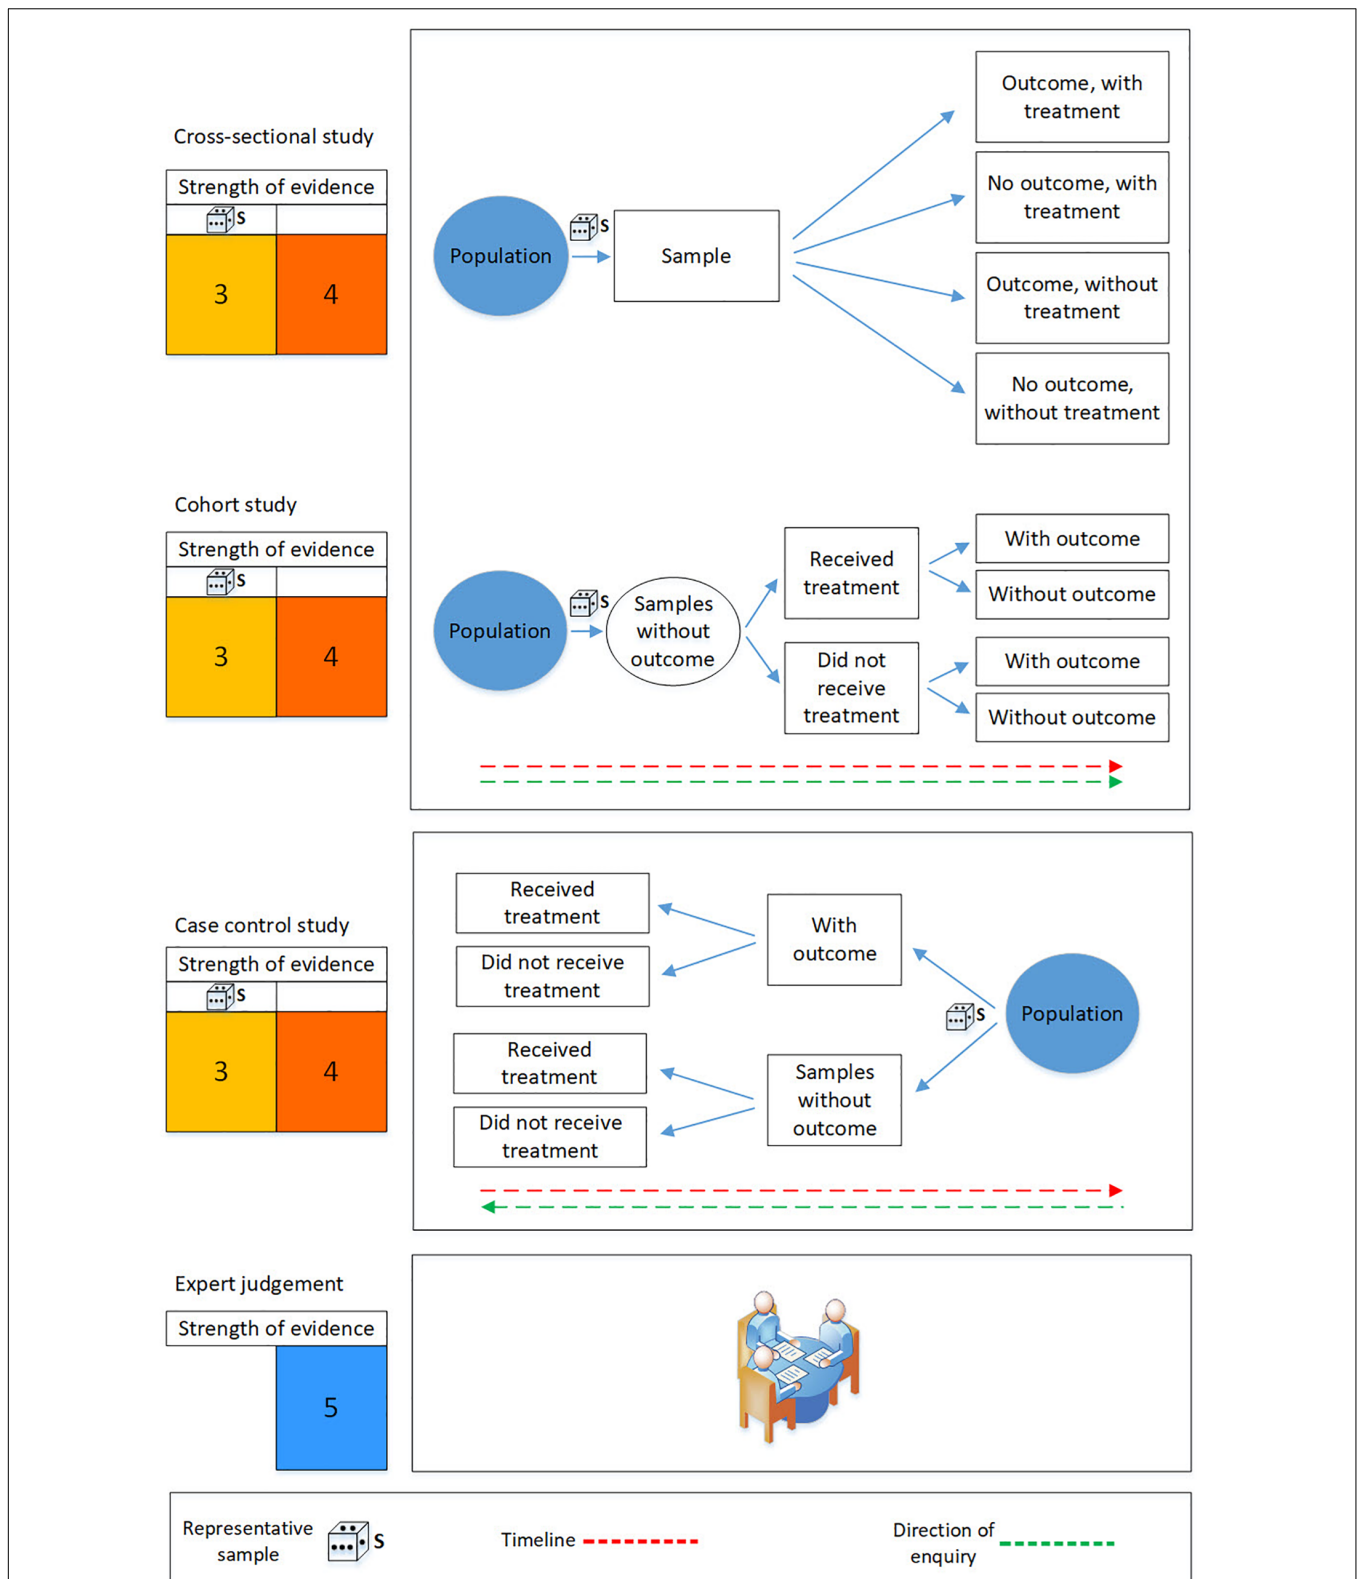 Cross-sectional study
Strength of evidence
S
3
4
Population
S
Sample
Outcome, with
treatment
No outcome, with
treatment
Outcome, without
treatment
No outcome,
without treatment
Cohort study
Strength of evidence
S
3
4
Population
S
Samples
without
outcome
Received
treatment
Did not
receive
treatment
With outcome
Without outcome
With outcome
Without outcome
Case control study
Strength of evidence
S
3
4
Received
treatment
Did not receive
treatment
Received
treatment
Did not receive
treatment
With
outcome
Samples
without
outcome
S
Population
Expert judgement
Strength of evidence
5
Representative
sample
S
Timeline
Direction of
enquiry